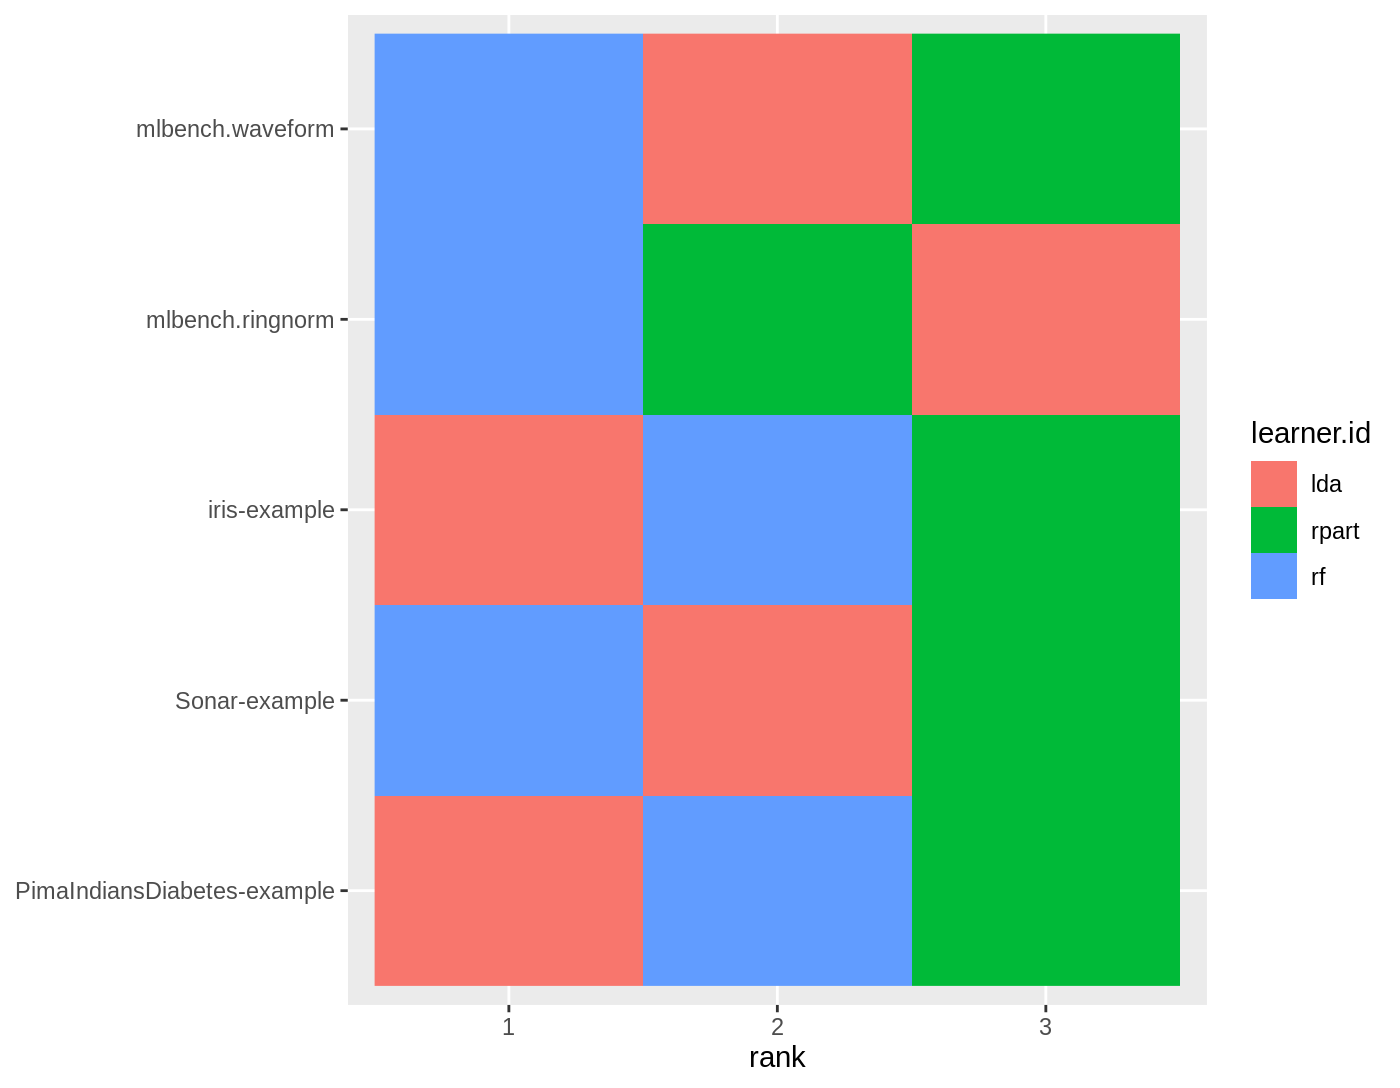 mlbench.waveform
mlbench.ringnorm
iris-example
Sonar-example
PimaIndiansDiabetes-example
1 2 3
rank
learner.id
lda
rpart
rf